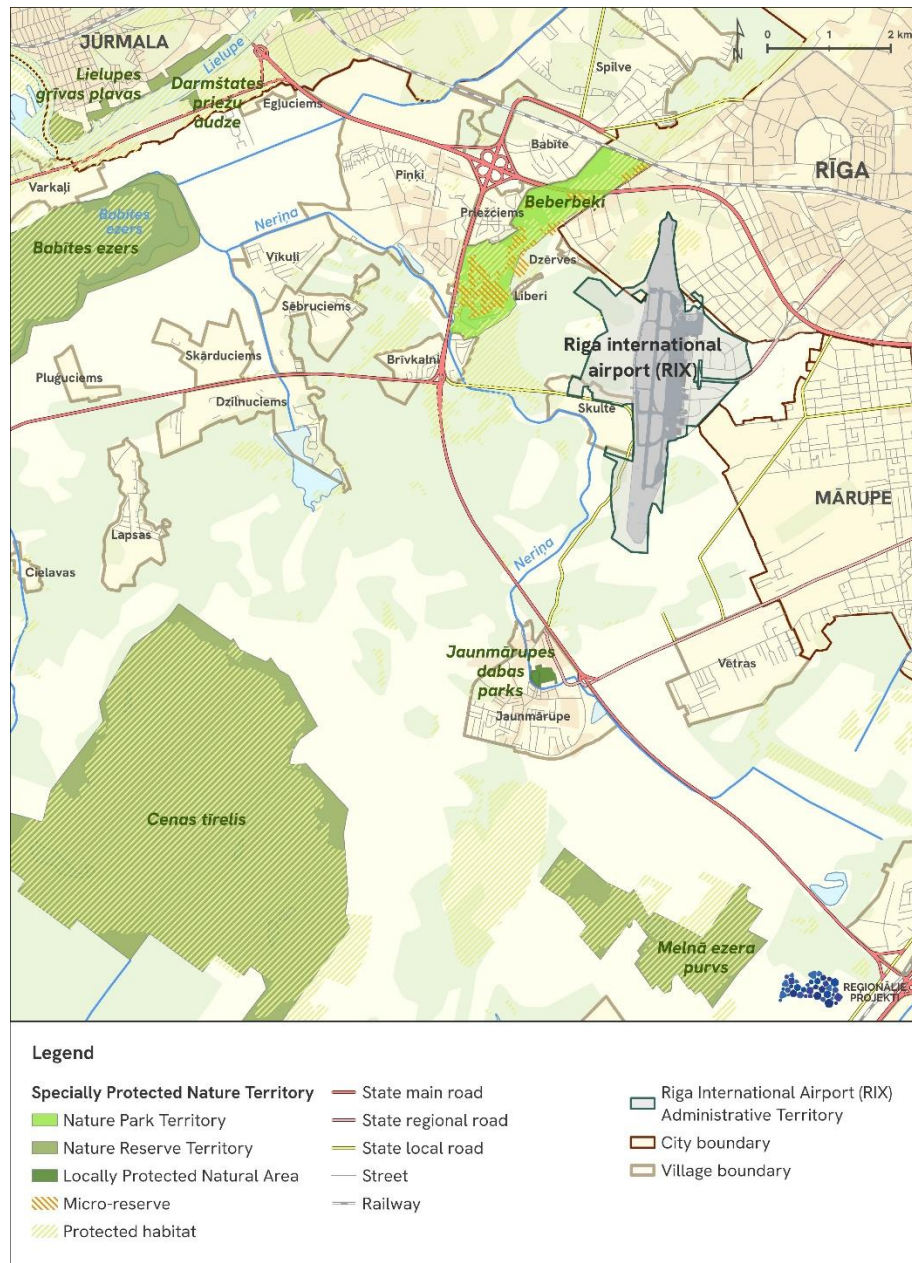 JŪRMALA
Lielupes
grīvas pļavas
Lielupe
Darmštates
priežu
audze
Egļuciems
N
0 1 2 km
Spilve
Babīte
RĪGA
Varkaļi
Piņķi
Priežciems
Beberbeķi
Babītes
ezers
Babītes ezers
Neriņa
Vīkuļi
Dzērves
Sēbruciems
Līberi
Riga international
airport (RIX)
Skārduciems
Brīvkalni
Pluguciems
Dzilnuciems
Skulte
MĀRUPE
Lapsas
Neriņa
Cielavas
Jaunmārupes
dabas
parks
Vētras
Jaunmārupe
Cenas tīrelis
Melnā ezera
purvs
REĢIONĀLIE
PROJEKTI
Legend
Specially Protected Nature Territory
Nature Park Territory
Nature Reserve Territory
Locally Protected Natural Area
Micro-reserve
Protected habitat
State main road
State regional road
State local road
Street
Railway
Riga International Airport (RIX)
Administrative Territory
City boundary
Village boundary